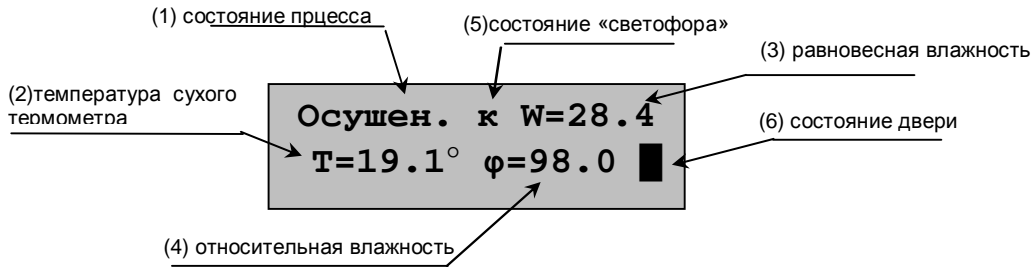 (1) состояние прцесса
(5)состояние «светофора»
(3) равновесная влажность
(2)температура сухого
термометра
Осушен. к W=28.4
(6) состояние двери
T=19.1° φ=98.0 █
(4) относительная влажность